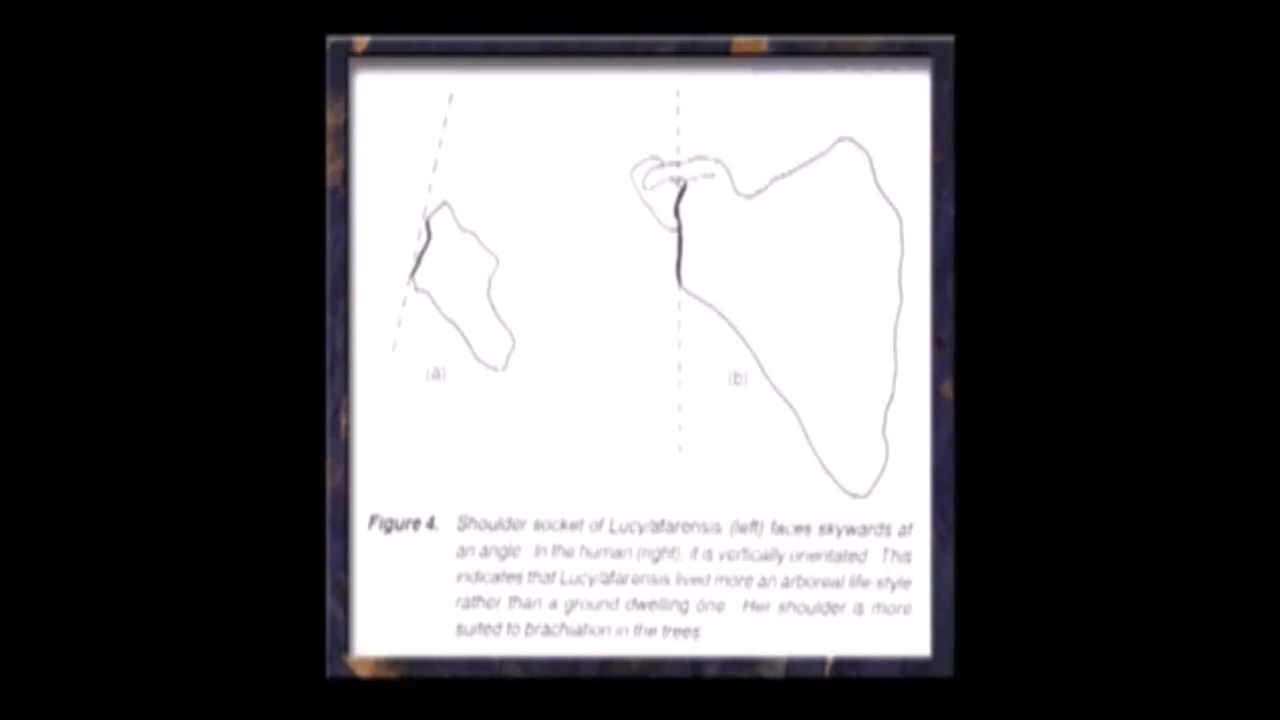 (a)
(b)
Figure 4. Shoulder socket of Lucy/afarensis (left) faces skywards at
an angle. In the human (right), it is vertically orientated. This
indicates that Lucy/afarensis lived more an arboreal life-style
rather than a ground dwelling one. Her shoulder is more
suited to brachiation in the trees.